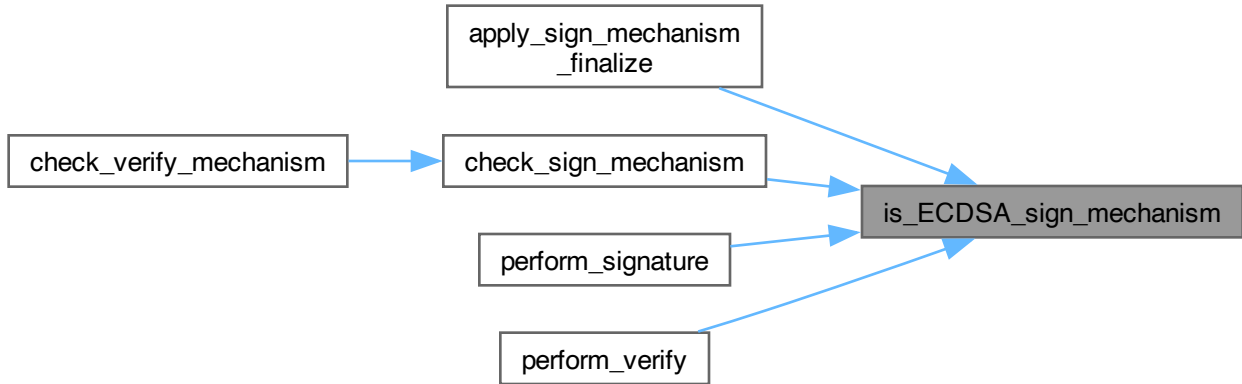 apply_sign_mechanism
_finalize
check_verify_mechanism
check_sign_mechanism
is_ECDSA_sign_mechanism
perform_signature
perform_verify